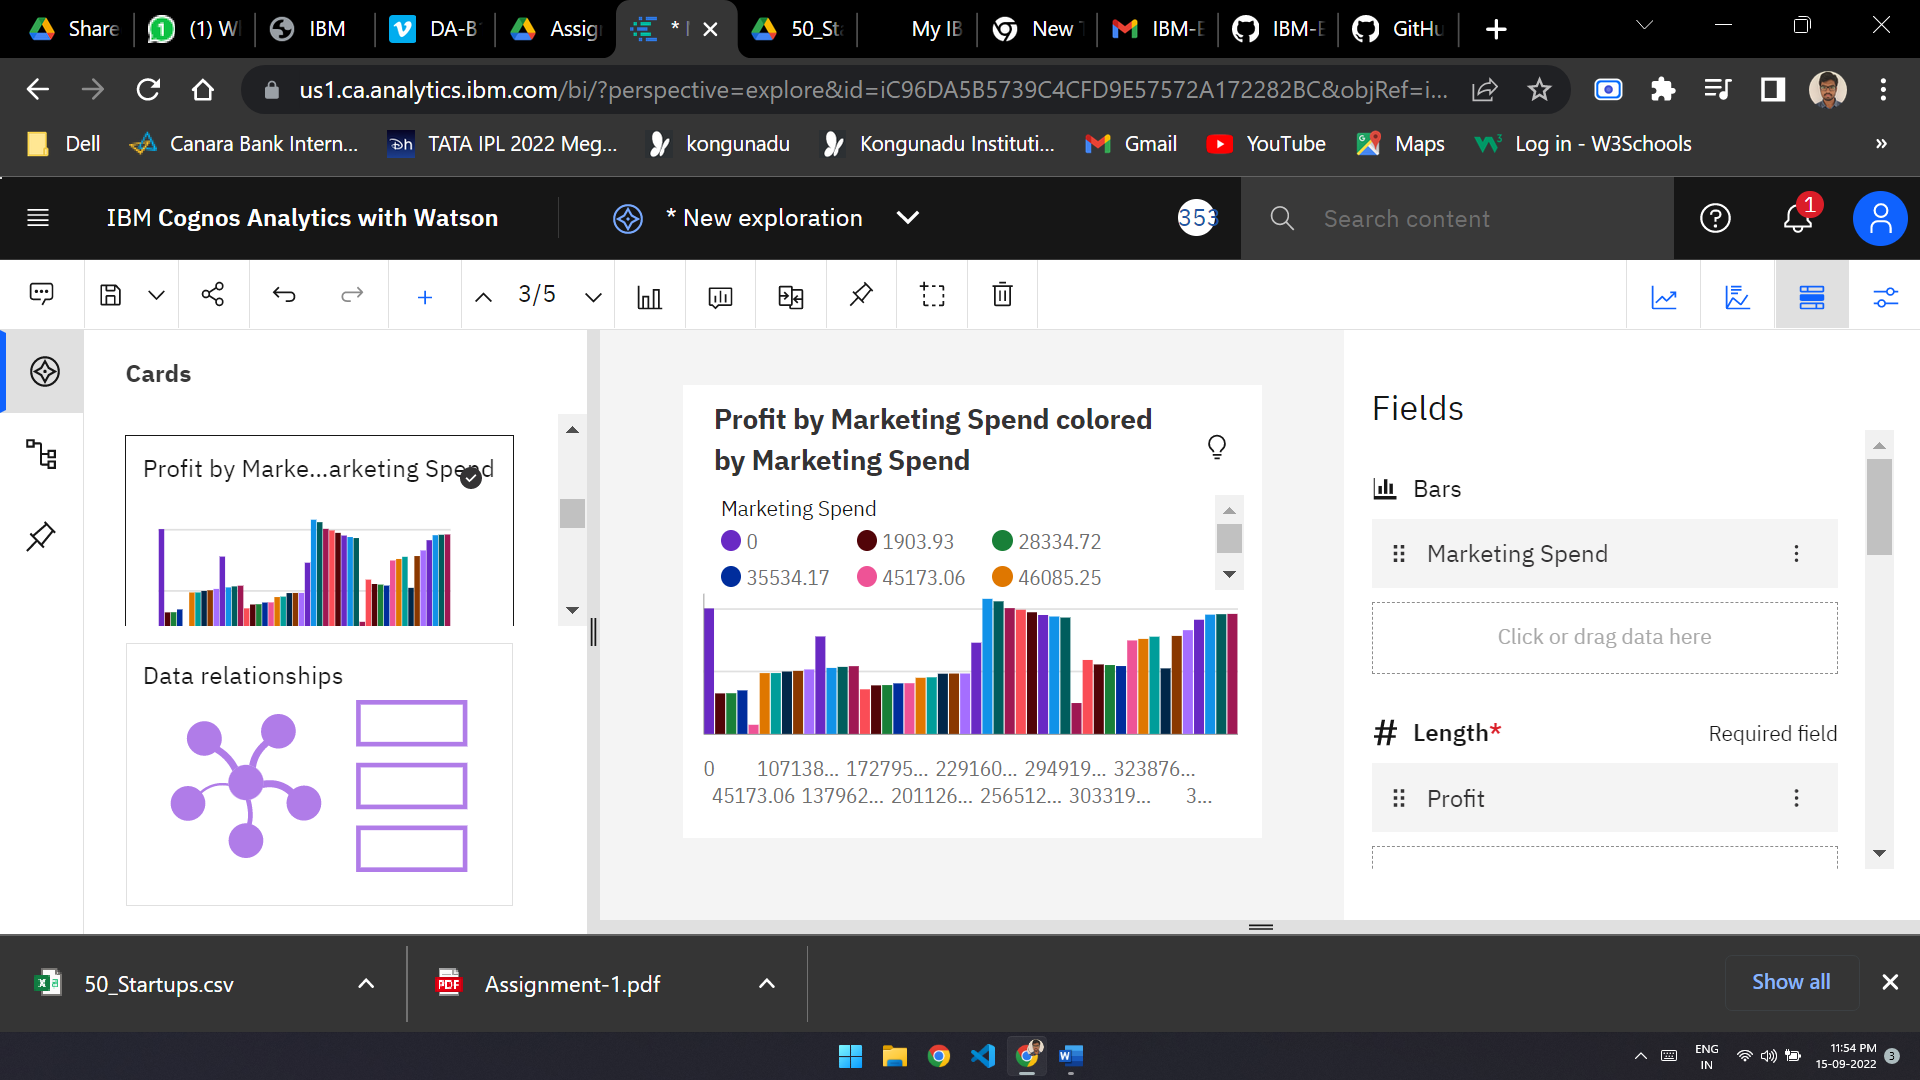 Share
(1) W
IBM
DA-B
Assig
*
50_Sta
My IB
New
IBM-E
IBM-E
GitHu
us1.ca.analytics.ibm.com/bi/?perspective=explore&id=iC96DA5B5739C4CFD9E57572A172282BC&objRef=i...
Dell
Canara Bank Intern...
TATA IPL 2022 Meg...
kongunadu
Kongunadu Instituti...
Gmail
YouTube
Maps
Log in - W3Schools
»
IBM Cognos Analytics with Watson
* New exploration
353
Search content
1
3/5
Cards
Profit by Marke...arketing Spend
Data relationships
Profit by Marketing Spend colored
by Marketing Spend
Marketing Spend
0 1903.93 28334.72
35534.17 45173.06 46085.25
0 107138... 172795... 229160... 294919... 323876...
45173.06 137962... 201126... 256512... 303319... 3...
Fields
Bars
Marketing Spend
Click or drag data here
# Length* Required field
Profit
50_Startups.csv
PDF
Assignment-1.pdf
Show all
ENG
IN
11:54 PM
15-09-2022
3